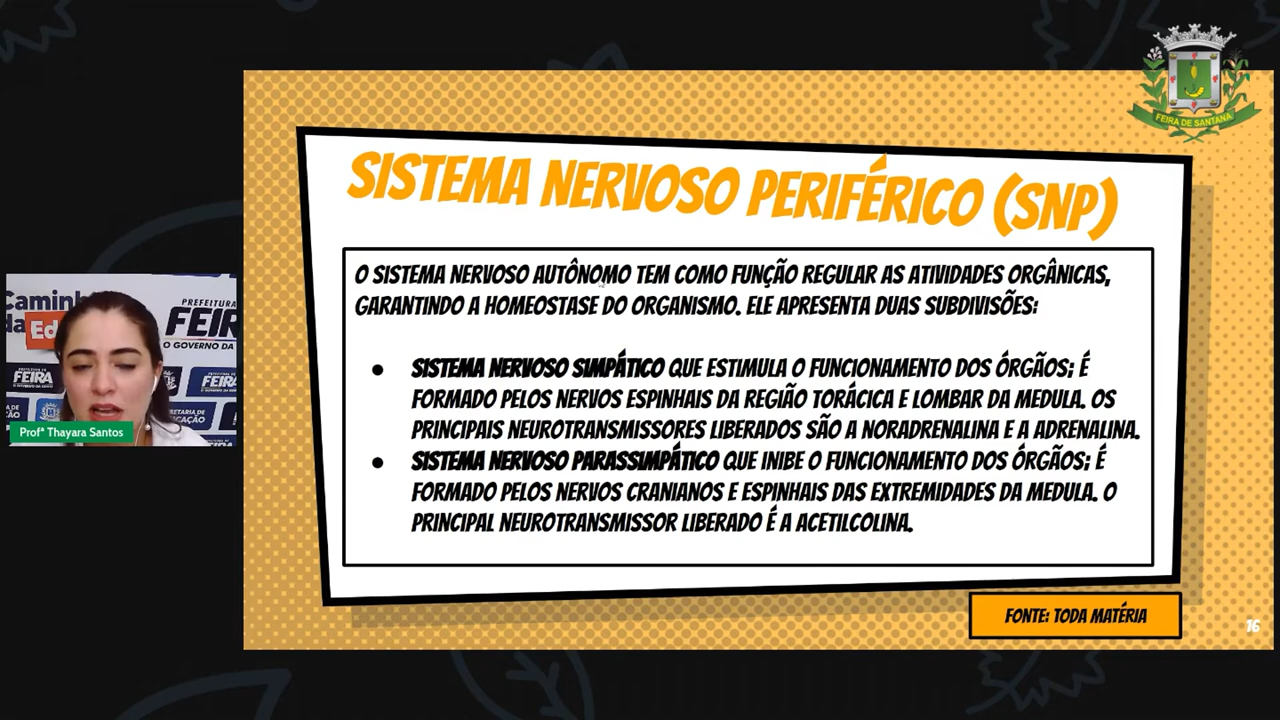 FEIRA DE SANTANA
SISTEMA NERVOSO PERIFÉRICO (SNP)
O SISTEMA NERVOSO AUTÔNOMO TEM COMO FUNÇÃO REGULAR AS ATIVIDADES ORGÂNICAS,
GARANTINDO A HOMEOSTASE DO ORGANISMO. ELE APRESENTA DUAS SUBDIVISÕES:
● SISTEMA NERVOSO SIMPÁTICO QUE ESTIMULA O FUNCIONAMENTO DOS ÓRGÃOS; É
FORMADO PELOS NERVOS ESPINHAIS DA REGIÃO TORÁCICA E LOMBAR DA MEDULA. OS
PRINCIPAIS NEUROTRANSMISSORES LIBERADOS SÃO A NORADRENALINA E A ADRENALINA.
● SISTEMA NERVOSO PARASSIMPÁTICO QUE INIBE O FUNCIONAMENTO DOS ÓRGÃOS; É
FORMADO PELOS NERVOS CRANIANOS E ESPINHAIS DAS EXTREMIDADES DA MEDULA. O
PRINCIPAL NEUROTRANSMISSOR LIBERADO É A ACETILCOLINA.
FONTE: TODA MATÉRIA
16
Caminh
da
Ed
PREFEITURA
FEIR
O GOVERNO DA
FEIRA
FEIR
Profª Thayara Santos